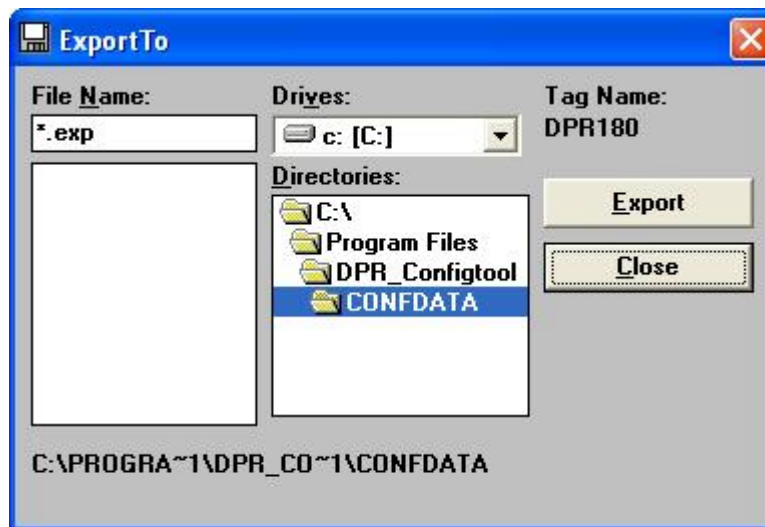 ExportTo
File Name:
*.exp
Drives:
c: [C:]
Directories:
C:\
Program Files
DPR_Configtool
CONFDATA
Tag Name:
DPR180
Export
Close
C:\PROGRA~1\DPR_CO~1\CONFDATA